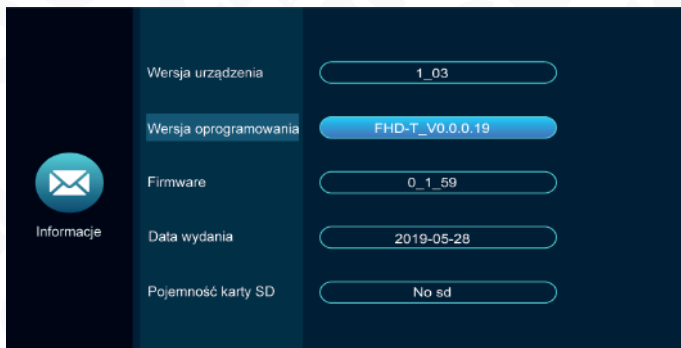 Wersja urządzenia 1_03
Wersja oprogramowania FHD-T_V0.0.0.19
Firmware 0_1_59
Informacje
Data wydania 2019-05-28
Pojemność karty SD No sd